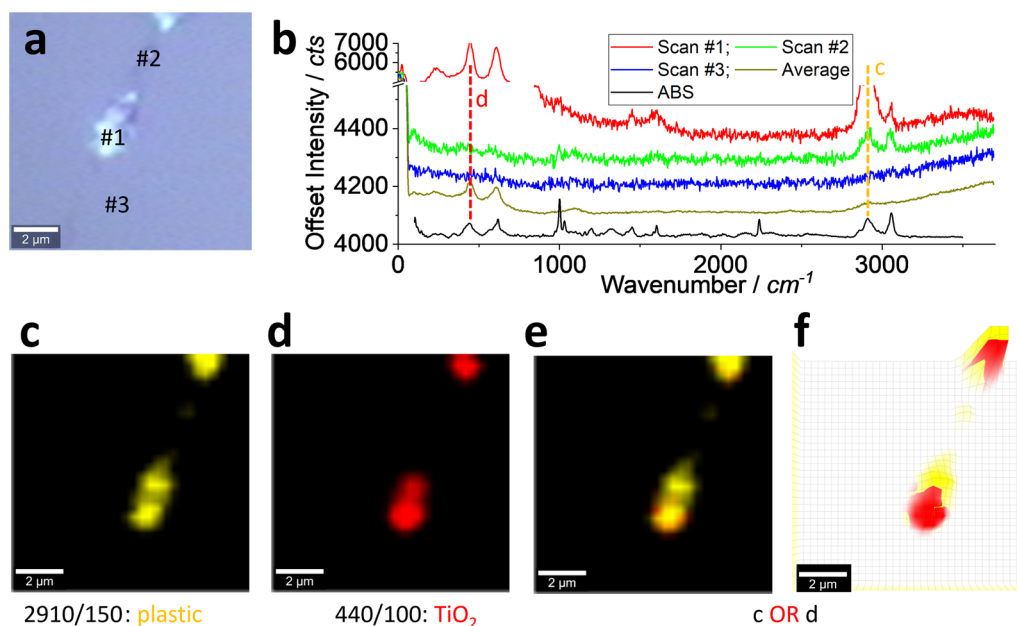 a
#2
#1
#3
2 μm
b
7000
6000
4400
4200
4000
Offset Intensity / cts
Scan #1; Scan #2
Scan #3; Average
ABS
d
c
0 1000 2000 3000
Wavenumber / cm-1
c
2 μm
2910/150: plastic
d
2 μm
440/100: TiO2
e
2 μm
f
2 μm
c OR d